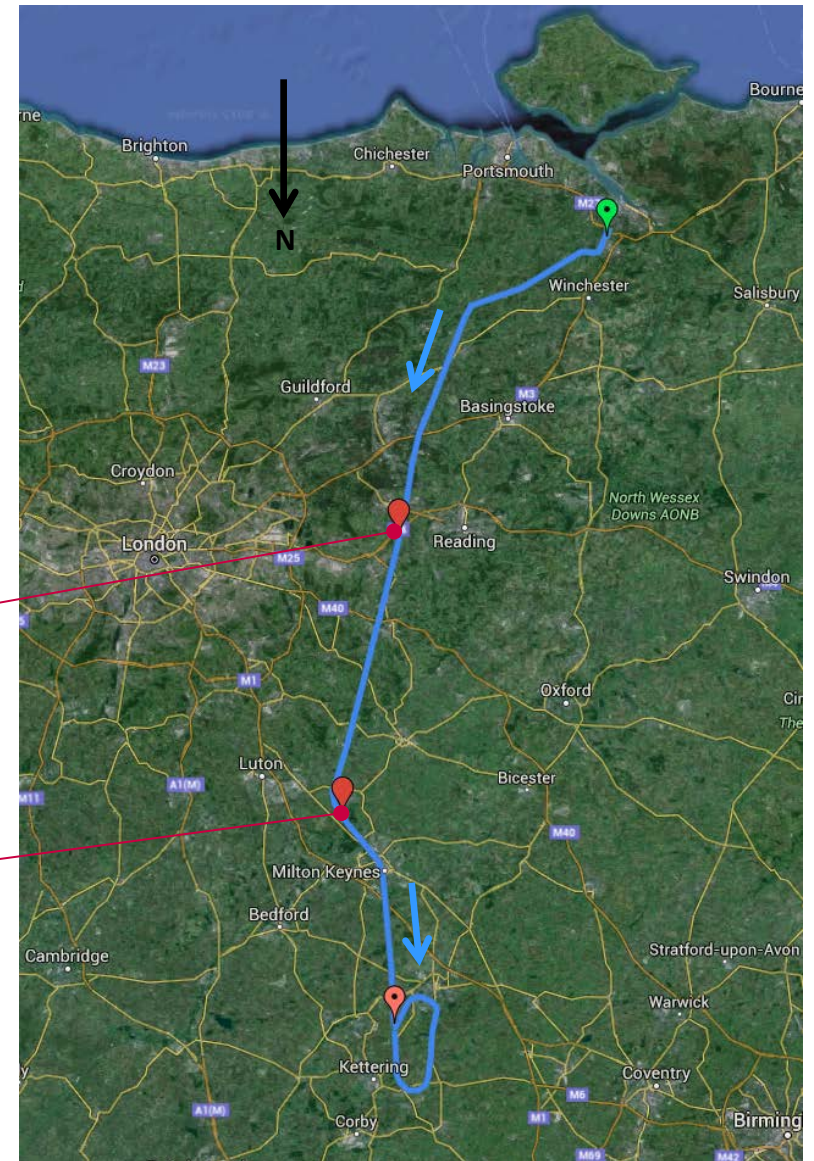 Bourne
rne
Brighton
Chichester
Portsmouth
M27
N
Winchester
Salisbury
M23
Guildford
M3
Basingstoke
Croydon
North Wessex
Downs AONB
London
Reading
M25
Swindon
M40
M1
Oxford
Cir
The
Luton
Bicester
A1(M)
M11
M40
Milton Keynes
Bedford
Stratford-upon-Avon
Cambridge
Warwick
Kettering
Coventry
y
M6
A1(M)
M1
Corby
Birming
M69
M42